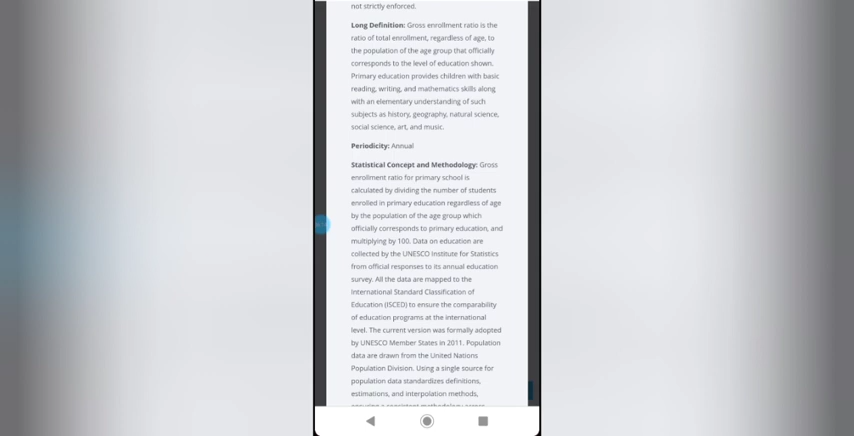 not strictly enforced.
Long Definition: Gross enrollment ratio is the
ratio of total enrollment, regardless of age, to
the population of the age group that officially
corresponds to the level of education shown.
Primary education provides children with basic
reading, writing, and mathematics skills along
with an elementary understanding of such
subjects as history, geography, natural science,
social science, art, and music.
Periodicity: Annual
Statistical Concept and Methodology: Gross
enrollment ratio for primary school is
calculated by dividing the number of students
enrolled in primary education regardless of age
by the population of the age group which
officially corresponds to primary education, and
multiplying by 100. Data on education are
collected by the UNESCO Institute for Statistics
from official responses to its annual education
survey. All the data are mapped to the
International Standard Classification of
Education (ISCED) to ensure the comparability
of education programs at the international
level. The current version was formally adopted
by UNESCO Member States in 2011. Population
data are drawn from the United Nations
Population Division. Using a single source for
population data standardizes definitions,
estimations, and interpolation methods,
ensuring a consistent methodology across